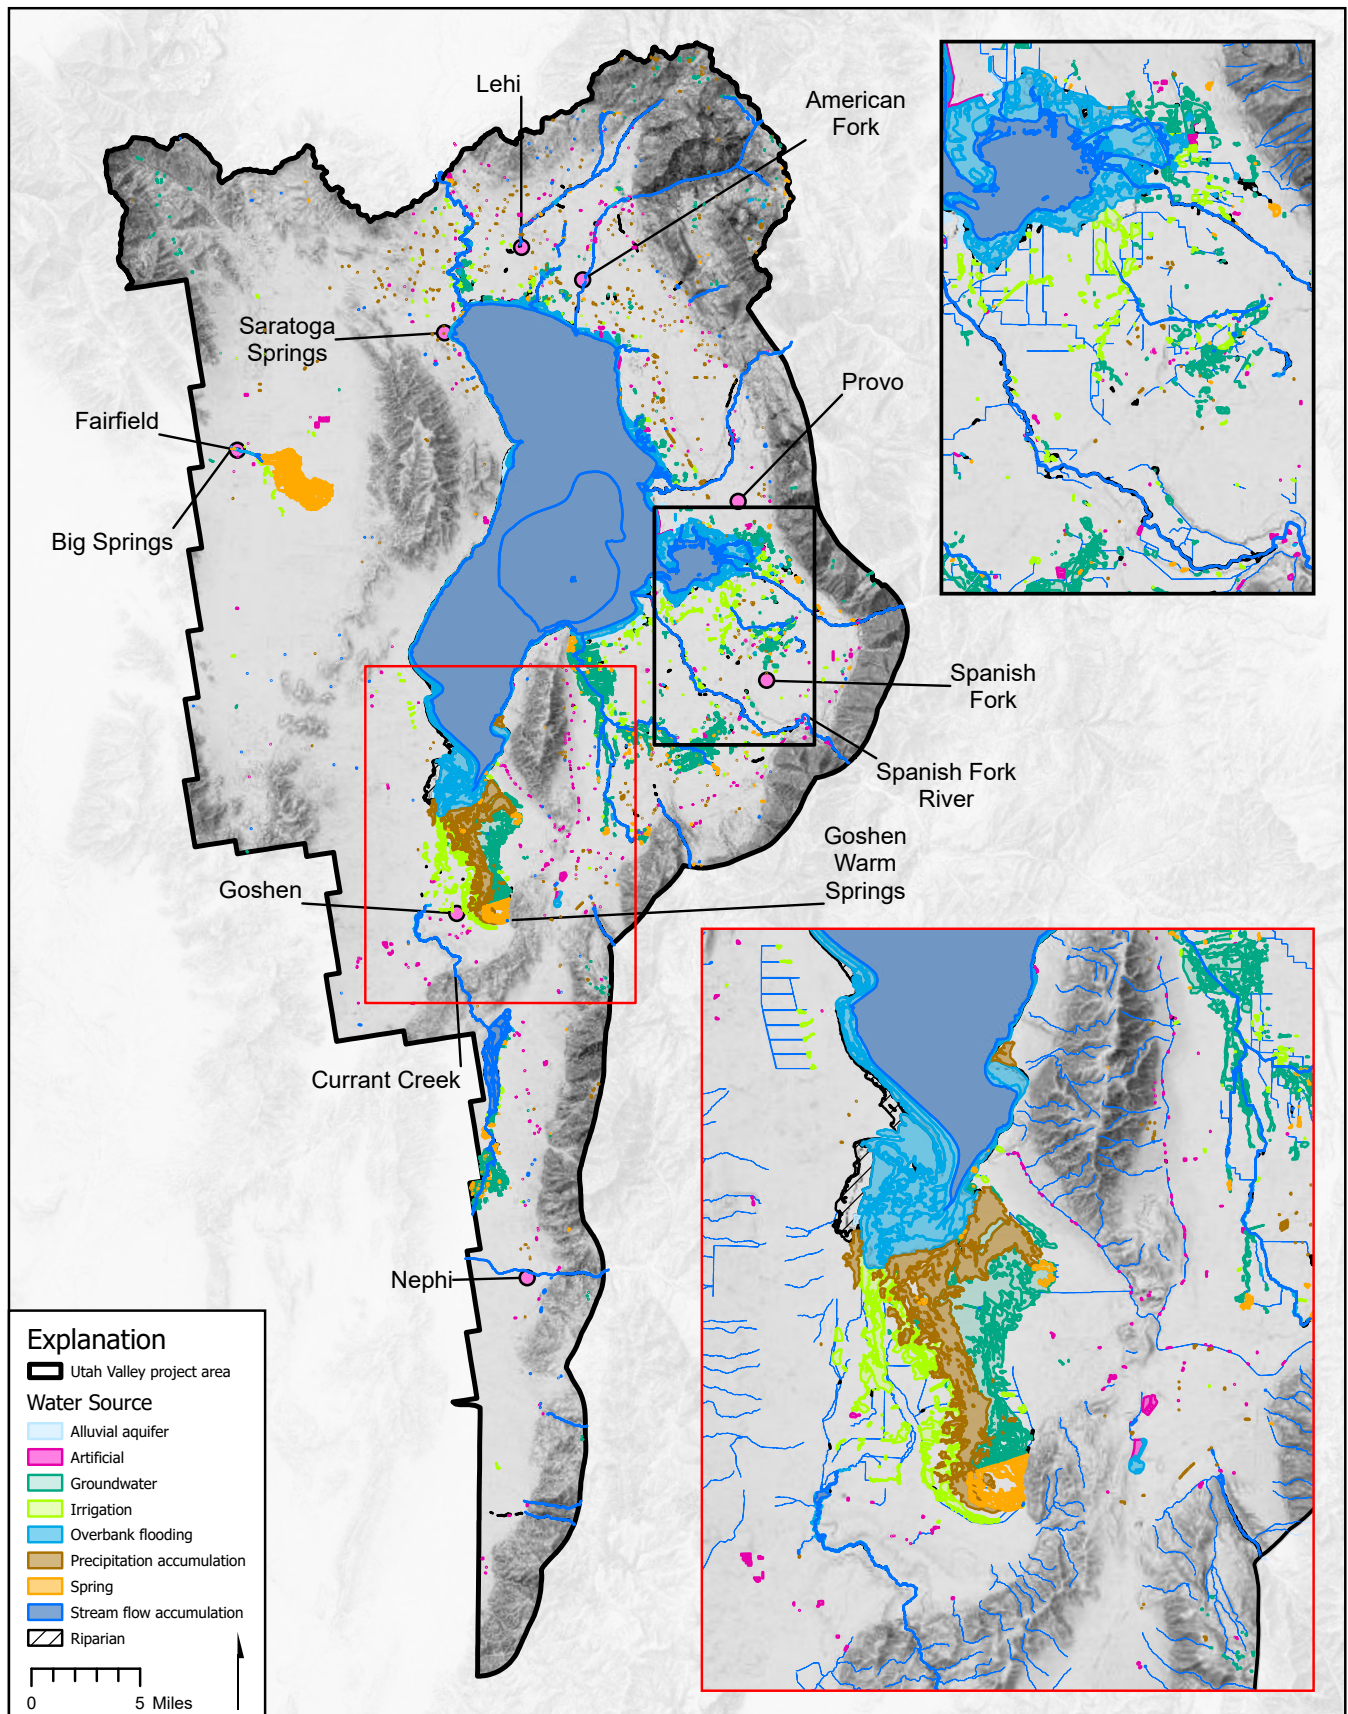 Lehi
American
Fork
Saratoga
Springs
Provo
Fairfield
Big Springs
Spanish
Fork
Spanish Fork
River
Goshen
Warm
Springs
Goshen
Currant Creek
Nephi
Explanation
Utah Valley project area
Water Source
Alluvial aquifer
Artificial
Groundwater
Irrigation
Overbank flooding
Precipitation accumulation
Spring
Stream flow accumulation
Riparian
0 5 Miles